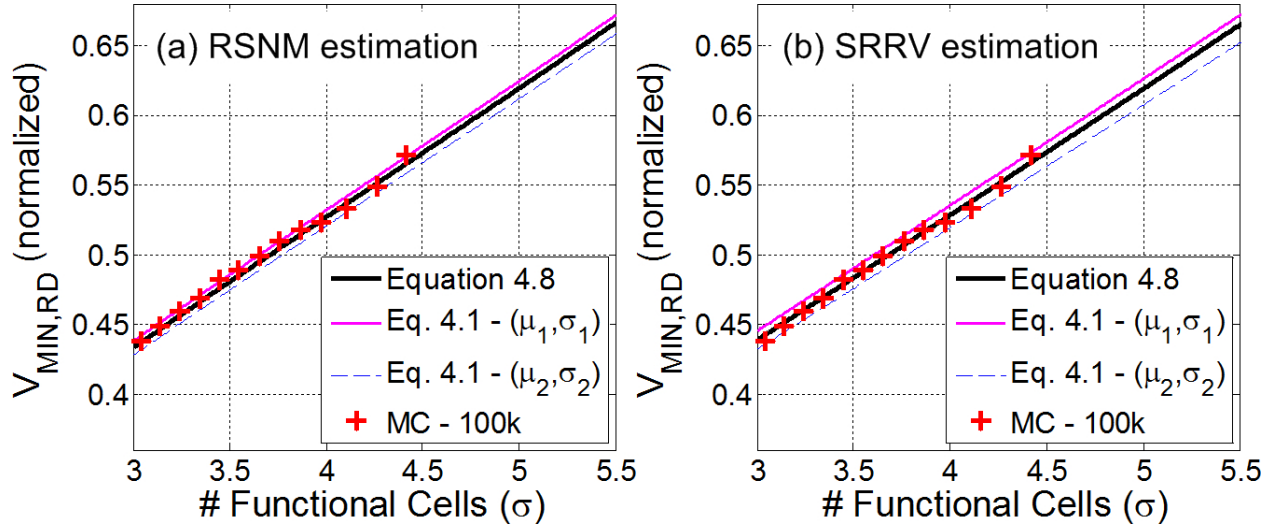 (a) RSNM estimation
V_MIN,RD (normalized)
0.65
0.6
0.55
0.5
0.45
0.4
Equation 4.8
Eq. 4.1 - (μ₁,σ₁)
Eq. 4.1 - (μ₂,σ₂)
MC - 100k
3 3.5 4 4.5 5 5.5
# Functional Cells (σ)
(b) SRRV estimation
V_MIN,RD (normalized)
0.65
0.6
0.55
0.5
0.45
0.4
Equation 4.8
Eq. 4.1 - (μ₁,σ₁)
Eq. 4.1 - (μ₂,σ₂)
MC - 100k
3 3.5 4 4.5 5 5.5
# Functional Cells (σ)